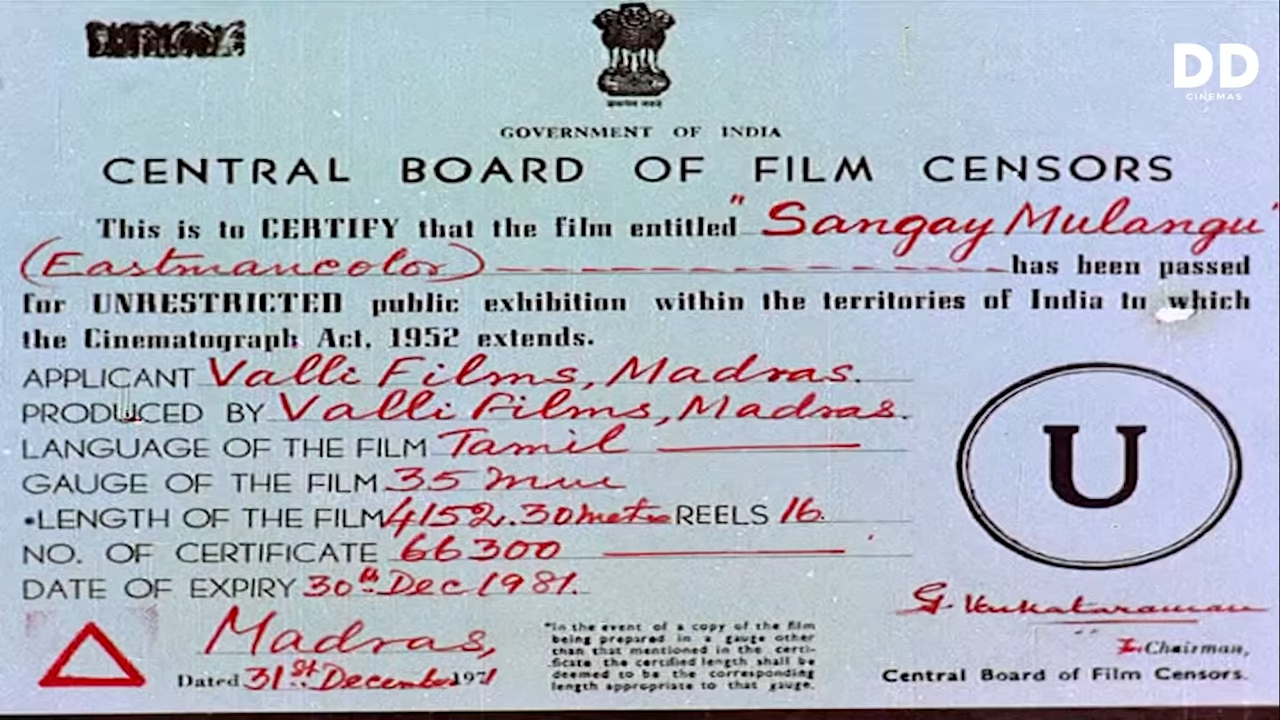 DD
CINEMAS
GOVERNMENT OF INDIA
CENTRAL BOARD OF FILM CENSORS
This is to CERTIFY that the film entitled "Sangay Mulangu"
(Eastmancolor) has been passed
for UNRESTRICTED public exhibition within the territories of India to which
the Cinematograph Act, 1952 extends.
APPLICANT Valli Films, Madras.
PRODUCED BY Valli Films, Madras.
LANGUAGE OF THE FILM Tamil
GAUGE OF THE FILM 35 mm
•LENGTH OF THE FILM 4152.30 metre REELS 16.
NO. OF CERTIFICATE 66300
DATE OF EXPIRY 30th Dec 1981.
U
Madras,
Dated 31st December 1971
*In the event of a copy of the film
being prepared in a gauge other
than that mentioned in the certi-
ficate the certified length shall be
deemed to be the corresponding
length appropriate to that gauge.
G. Venkataraman
Chairman,
Central Board of Film Censors.